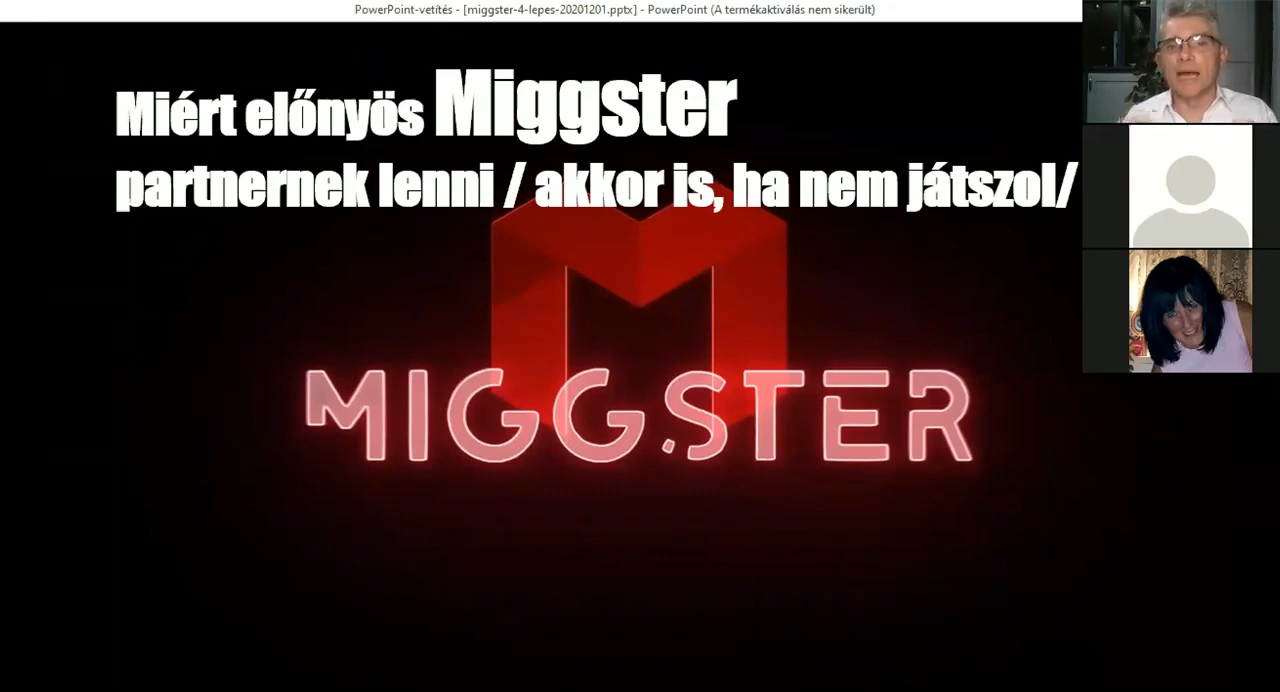 PowerPoint-vetítés - [miggster-4-lepes-20201201.pptx] - PowerPoint (A termékaktiválás nem sikerült)
Miért előnyös Miggster
partnernek lenni / akkor is, ha nem játszol/
MIGGSTER